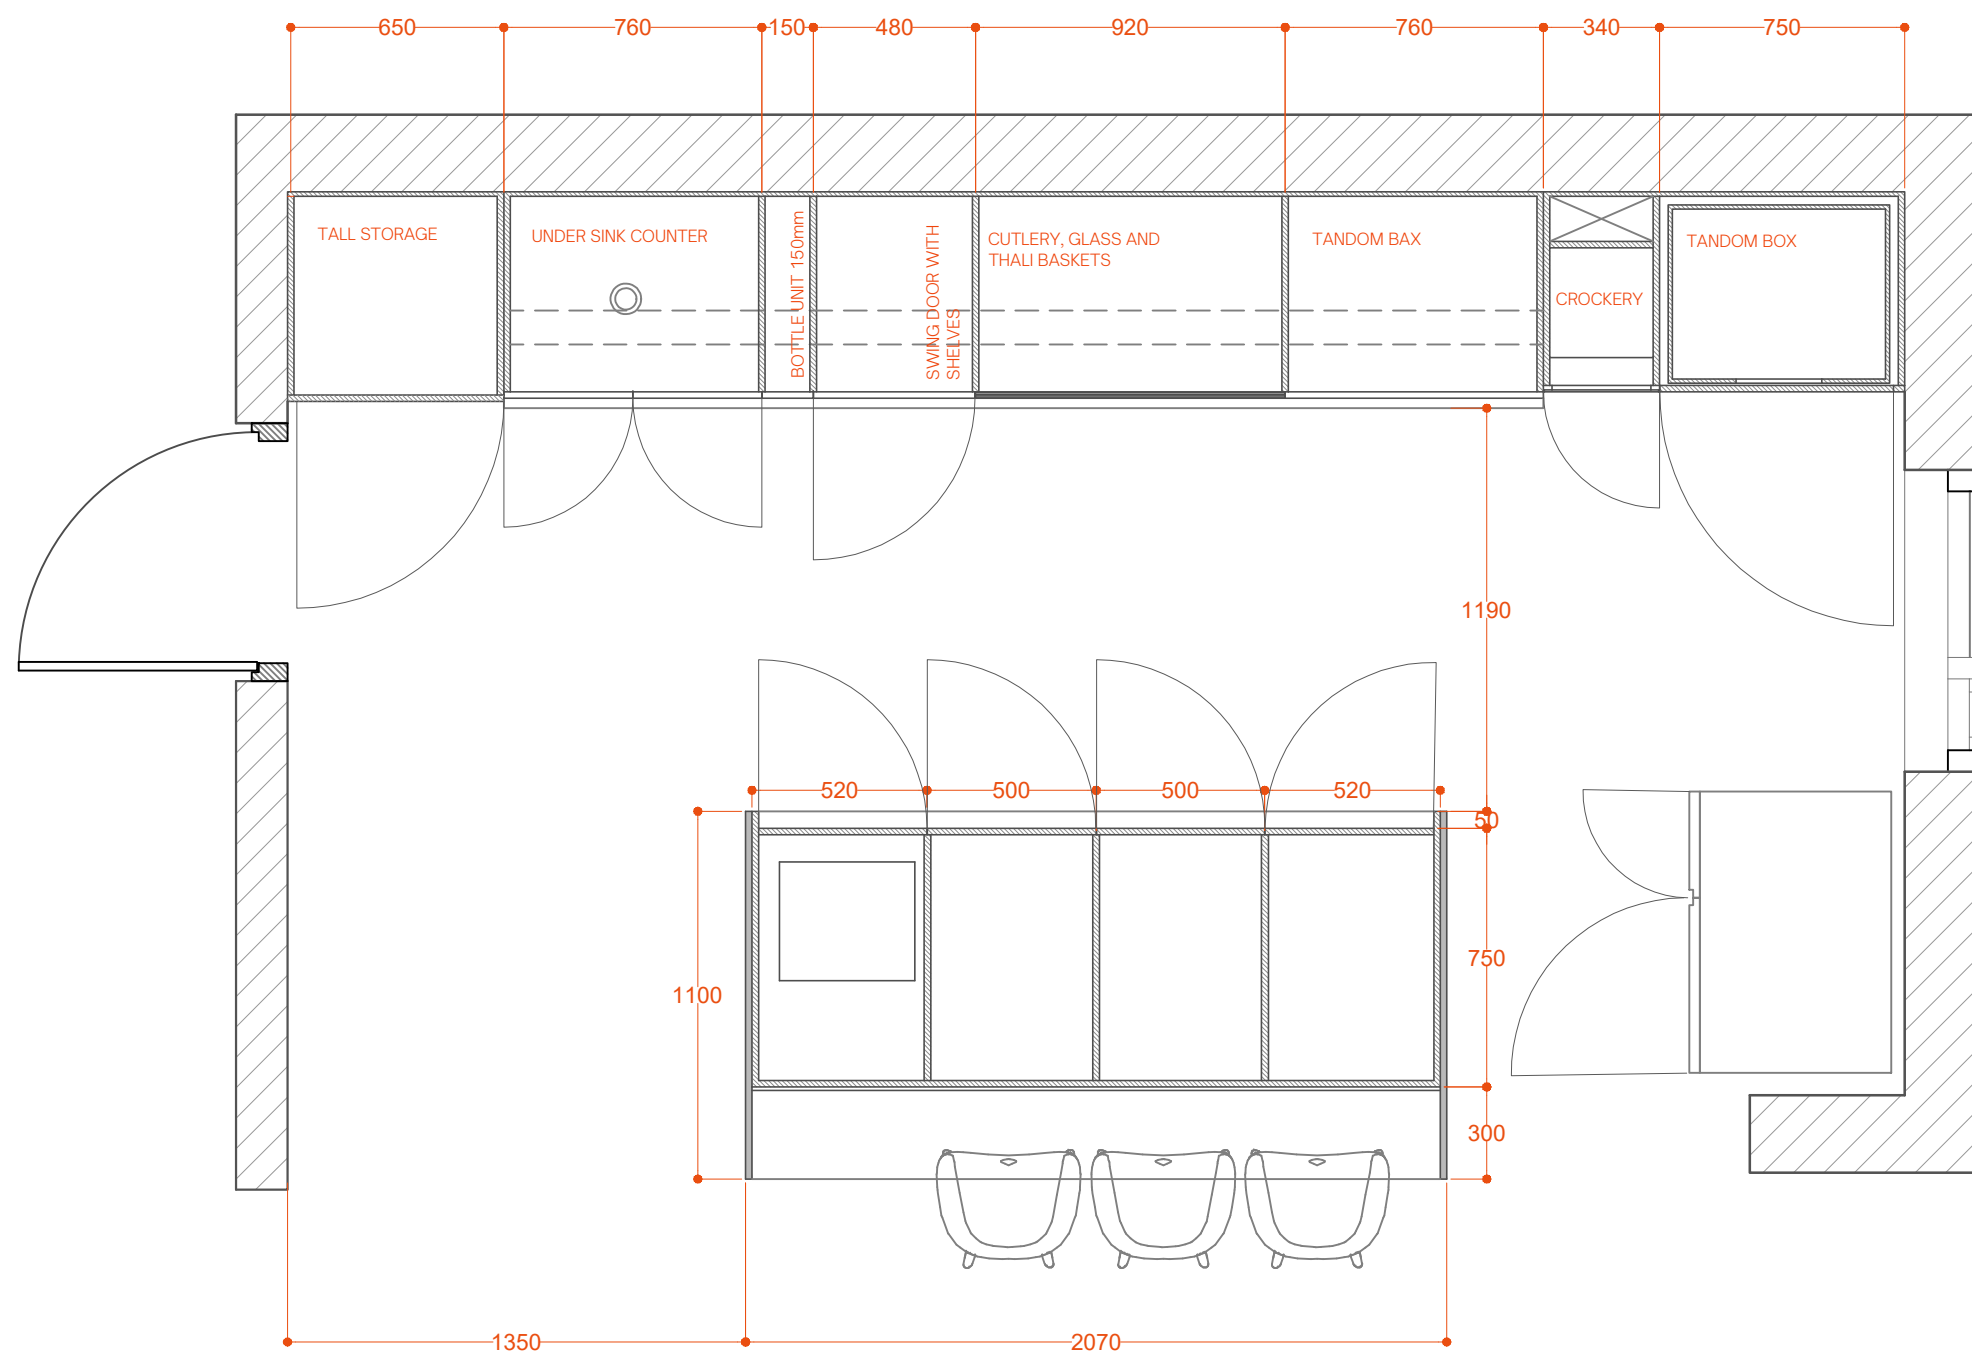 650 760 150 480 920 760 340 750
TALL STORAGE
UNDER SINK COUNTER
BOTTLE UNIT 150mm
SWING DOOR WITH
SHELVES
CUTLERY, GLASS AND
THALI BASKETS
TANDOM BAX
CROCKERY
TANDOM BOX
1190
520 500 500 520
50
750
1100
300
1350 2070